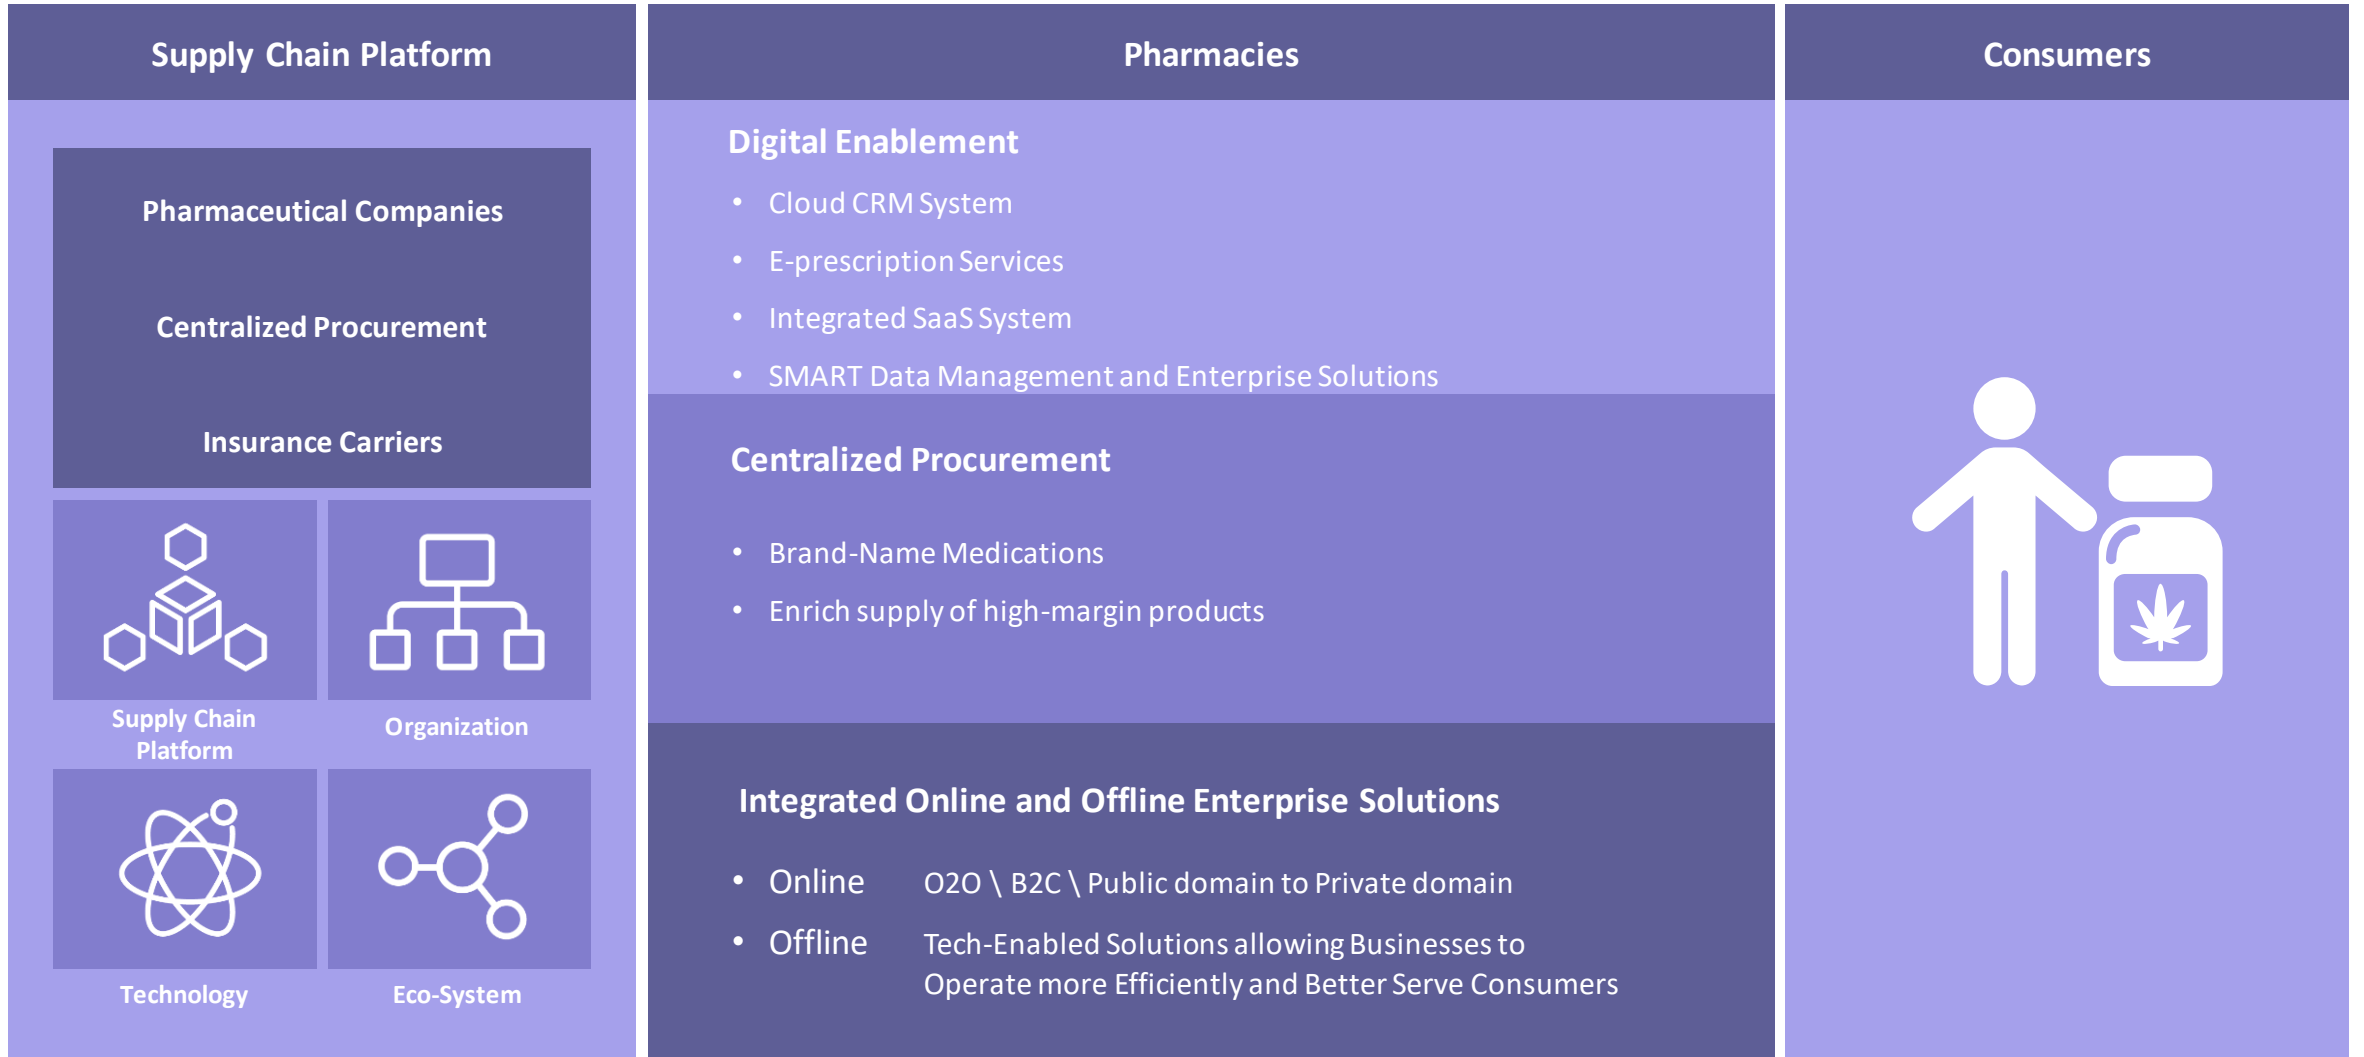 Supply Chain Platform
Pharmaceutical Companies
Centralized Procurement
Insurance Carriers
Supply Chain
Platform
Organization
Technology
Eco-System
Pharmacies
Digital Enablement
• Cloud CRM System
• E-prescription Services
• Integrated SaaS System
• SMART Data Management and Enterprise Solutions
Centralized Procurement
• Brand-Name Medications
• Enrich supply of high-margin products
Integrated Online and Offline Enterprise Solutions
• Online O2O \ B2C \ Public domain to Private domain
• Offline Tech-Enabled Solutions allowing Businesses to
Operate more Efficiently and Better Serve Consumers
Consumers